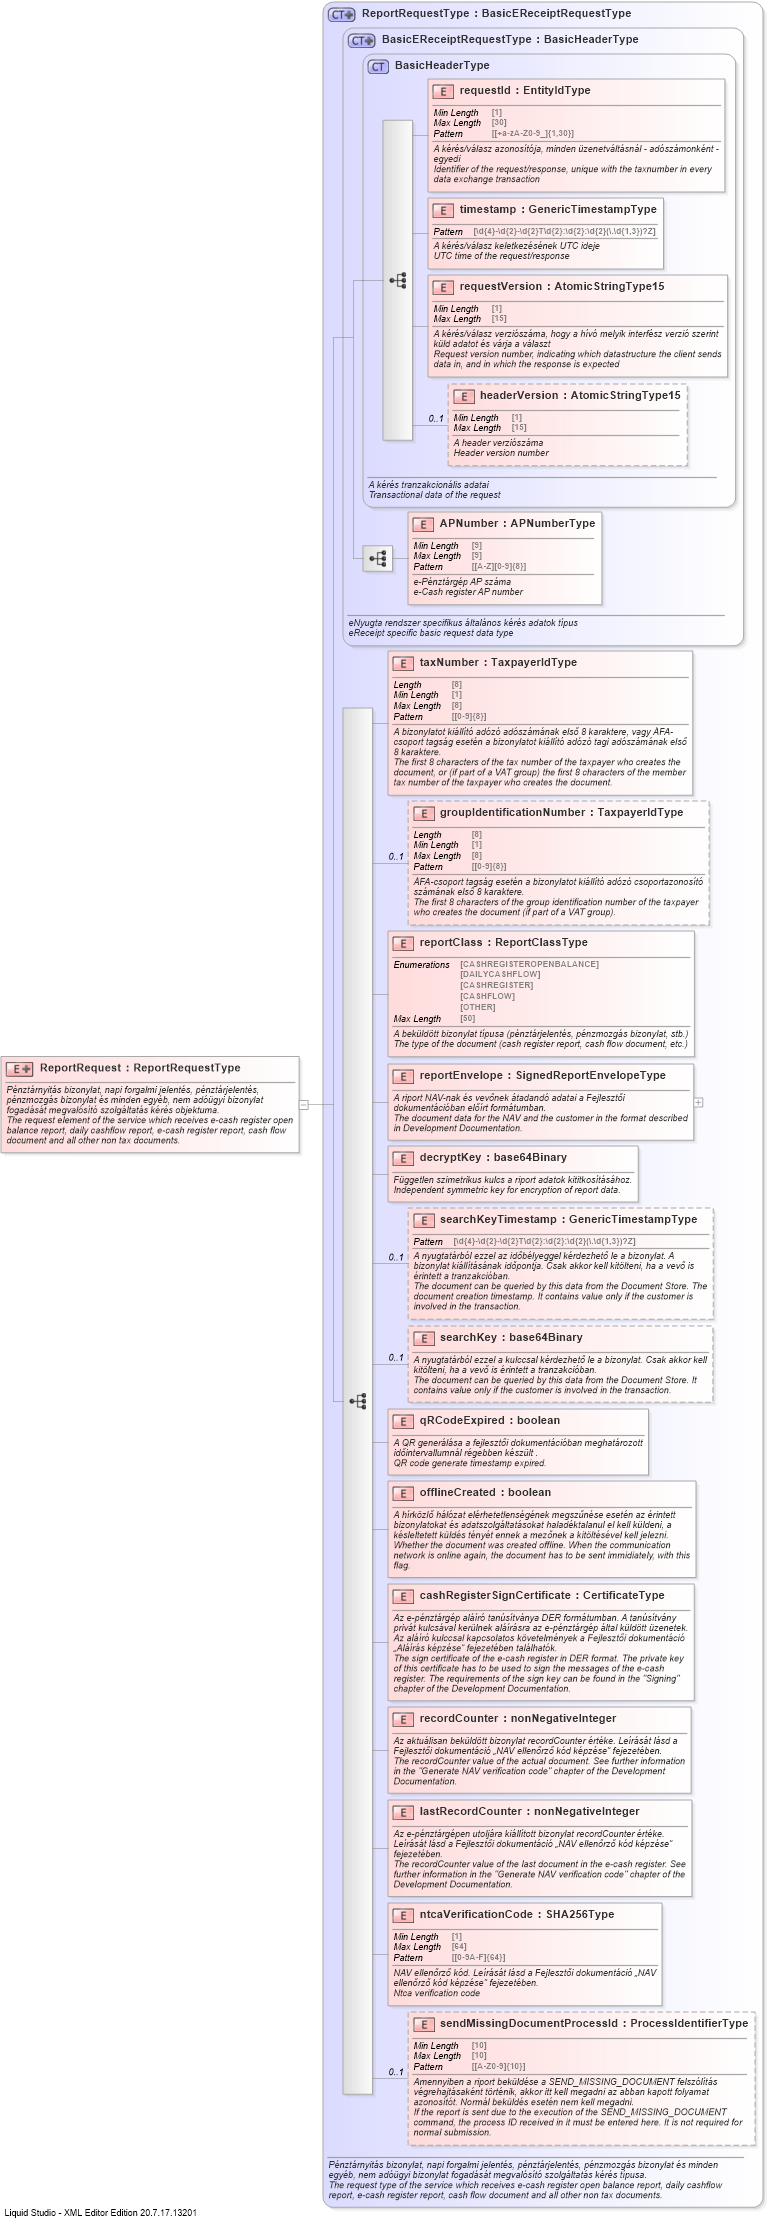 CT ReportRequestType : BasicEReceiptRequestType
CT BasicEReceiptRequestType : BasicHeaderType
CT BasicHeaderType
E requestId : EntityIdType
Min Length [1]
Max Length [30]
Pattern [[+a-zA-Z0-9_]{1,30}]
A kérés/válasz azonosítója, minden üzenetváltásnál - adószámonként -
egyedi
Identifier of the request/response, unique with the taxnumber in every
data exchange transaction
E timestamp : GenericTimestampType
Pattern [\d{4}-\d{2}-\d{2}T\d{2}:\d{2}:\d{2}(\.\d{1,3})?Z]
A kérés/válasz keletkezésének UTC ideje
UTC time of the request/response
E requestVersion : AtomicStringType15
Min Length [1]
Max Length [15]
A kérés/válasz verziószáma, hogy a hívó melyik interfész verzió szerint
küld adatot és várja a választ
Request version number, indicating which datastructure the client sends
data in, and in which the response is expected
E headerVersion : AtomicStringType15
0..1
Min Length [1]
Max Length [15]
A header verziószáma
Header version number
A kérés tranzakcionális adatai
Transactional data of the request
E APNumber : APNumberType
Min Length [9]
Max Length [9]
Pattern [[A-Z][0-9]{8}]
e-Pénztárgép AP száma
e-Cash register AP number
eNyugta rendszer specifikus általános kérés adatok típus
eReceipt specific basic request data type
E taxNumber : TaxpayerIdType
Length [8]
Min Length [1]
Max Length [8]
Pattern [[0-9]{8}]
A bizonylatot kiállító adózó adószámának első 8 karaktere, vagy ÁFA-
csoport tagság esetén a bizonylatot kiállító adózó tagi adószámának első
8 karaktere.
The first 8 characters of the tax number of the taxpayer who creates the
document, or (if part of a VAT group) the first 8 characters of the member
tax number of the taxpayer who creates the document.
E groupIdentificationNumber : TaxpayerIdType
Length [8]
Min Length [1]
0..1
Max Length [8]
Pattern [[0-9]{8}]
ÁFA-csoport tagság esetén a bizonylatot kiállító adózó csoportazonosító
számának első 8 karaktere.
The first 8 characters of the group identification number of the taxpayer
who creates the document (if part of a VAT group).
E reportClass : ReportClassType
Enumerations [CASHREGISTEROPENBALANCE]
[DAILYCASHFLOW]
[CASHREGISTER]
[CASHFLOW]
[OTHER]
Max Length [50]
A beküldött bizonylat típusa (pénztárjelentés, pénzmozgás bizonylat, stb.)
The type of the document (cash register report, cash flow document, etc.)
E ReportRequest : ReportRequestType
Pénztárnyitás bizonylat, napi forgalmi jelentés, pénztárjelentés,
pénzmozgás bizonylat és minden egyéb, nem adóügyi bizonylat
fogadását megvalósító szolgáltatás kérés objektuma.
The request element of the service which receives e-cash register open
balance report, daily cashflow report, e-cash register report, cash flow
document and all other non tax documents.
E reportEnvelope : SignedReportEnvelopeType
A riport NAV-nak és vevőnek átadandó adatai a Fejlesztői
dokumentációban előírt formátumban.
The document data for the NAV and the customer in the format described
in Development Documentation.
E decryptKey : base64Binary
Független szimetrikus kulcs a riport adatok kititkosításához.
Independent symmetric key for encryption of report data.
E searchKeyTimestamp : GenericTimestampType
Pattern [\d{4}-\d{2}-\d{2}T\d{2}:\d{2}:\d{2}(\.\d{1,3})?Z]
0..1
A nyugtatárból ezzel az időbélyeggel kérdezhető le a bizonylat. A
bizonylat kiállításának időpontja. Csak akkor kell kitölteni, ha a vevő is
érintett a tranzakcióban.
The document can be queried by this data from the Document Store. The
document creation timestamp. It contains value only if the customer is
involved in the transaction.
E searchKey : base64Binary
0..1
A nyugtatárból ezzel a kulccsal kérdezhető le a bizonylat. Csak akkor kell
kitölteni, ha a vevő is érintett a tranzakcióban.
The document can be queried by this data from the Document Store. It
contains value only if the customer is involved in the transaction.
E qRCodeExpired : boolean
A QR generálása a fejlesztői dokumentációban meghatározott
időintervallumnál régebben készült .
QR code generate timestamp expired.
E offlineCreated : boolean
A hírközlő hálózat elérhetetlenségének megszűnése esetén az érintett
bizonylatokat és adatszolgáltatásokat haladéktalanul el kell küldeni, a
késleltetett küldés tényét ennek a mezőnek a kitöltésével kell jelezni.
Whether the document was created offline. When the communication
network is online again, the document has to be sent immidiately, with this
flag.
E cashRegisterSignCertificate : CertificateType
Az e-pénztárgép aláíró tanúsítványa DER formátumban. A tanúsítvány
privát kulcsával kerülnek aláírásra az e-pénztárgép által küldött üzenetek.
Az aláíró kulccsal kapcsolatos követelmények a Fejlesztői dokumentáció
„Aláírás képzése" fejezetében találhatók.
The sign certificate of the e-cash register in DER format. The private key
of this certificate has to be used to sign the messages of the e-cash
register. The requirements of the sign key can be found in the "Signing"
chapter of the Development Documentation.
E recordCounter : nonNegativeInteger
Az aktuálisan beküldött bizonylat recordCounter értéke. Leírását lásd a
Fejlesztői dokumentáció „NAV ellenőrző kód képzése" fejezetében.
The recordCounter value of the actual document. See further information
in the "Generate NAV verification code" chapter of the Development
Documentation.
E lastRecordCounter : nonNegativeInteger
Az e-pénztárgépen utoljára kiállított bizonylat recordCounter értéke.
Leírását lásd a Fejlesztői dokumentáció „NAV ellenőrző kód képzése"
fejezetében.
The recordCounter value of the last document in the e-cash register. See
further information in the "Generate NAV verification code" chapter of the
Development Documentation.
E ntcaVerificationCode : SHA256Type
Min Length [1]
Max Length [64]
Pattern [[0-9A-F]{64}]
NAV ellenőrző kód. Leírását lásd a Fejlesztői dokumentáció „NAV
ellenőrző kód képzése" fejezetében.
Ntca verification code
E sendMissingDocumentProcessId : ProcessIdentifierType
Min Length [10]
Max Length [10]
Pattern [[A-Z0-9]{10}]
0..1
Amennyiben a riport beküldése a SEND_MISSING_DOCUMENT felszólítás
végrehajtásaként történik, akkor itt kell megadni az abban kapott folyamat
azonosítót. Normál beküldés esetén nem kell megadni.
If the report is sent due to the execution of the SEND_MISSING_DOCUMENT
command, the process ID received in it must be entered here. It is not required for
normal submission.
Pénztárnyitás bizonylat, napi forgalmi jelentés, pénztárjelentés, pénzmozgás bizonylat és minden
egyéb, nem adóügyi bizonylat fogadását megvalósító szolgáltatás kérés típusa.
The request type of the service which receives e-cash register open balance report, daily cashflow
report, e-cash register report, cash flow document and all other non tax documents.
Liquid Studio - XML Editor Edition 20.7.17.13201